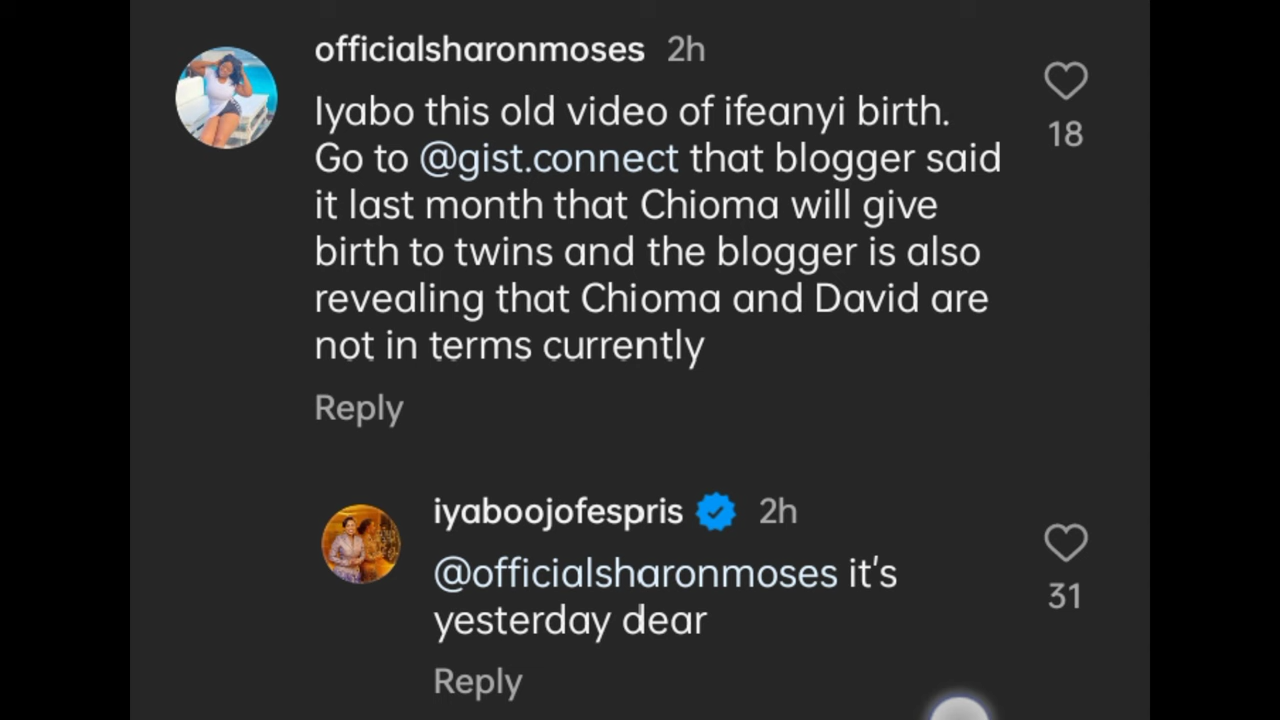 officialsharonmoses 2h
Iyabo this old video of ifeanyi birth.
Go to @gist.connect that blogger said
it last month that Chioma will give
birth to twins and the blogger is also
revealing that Chioma and David are
not in terms currently
18
Reply
iyaboojofespris 2h
@officialsharonmoses it's
yesterday dear
31
Reply